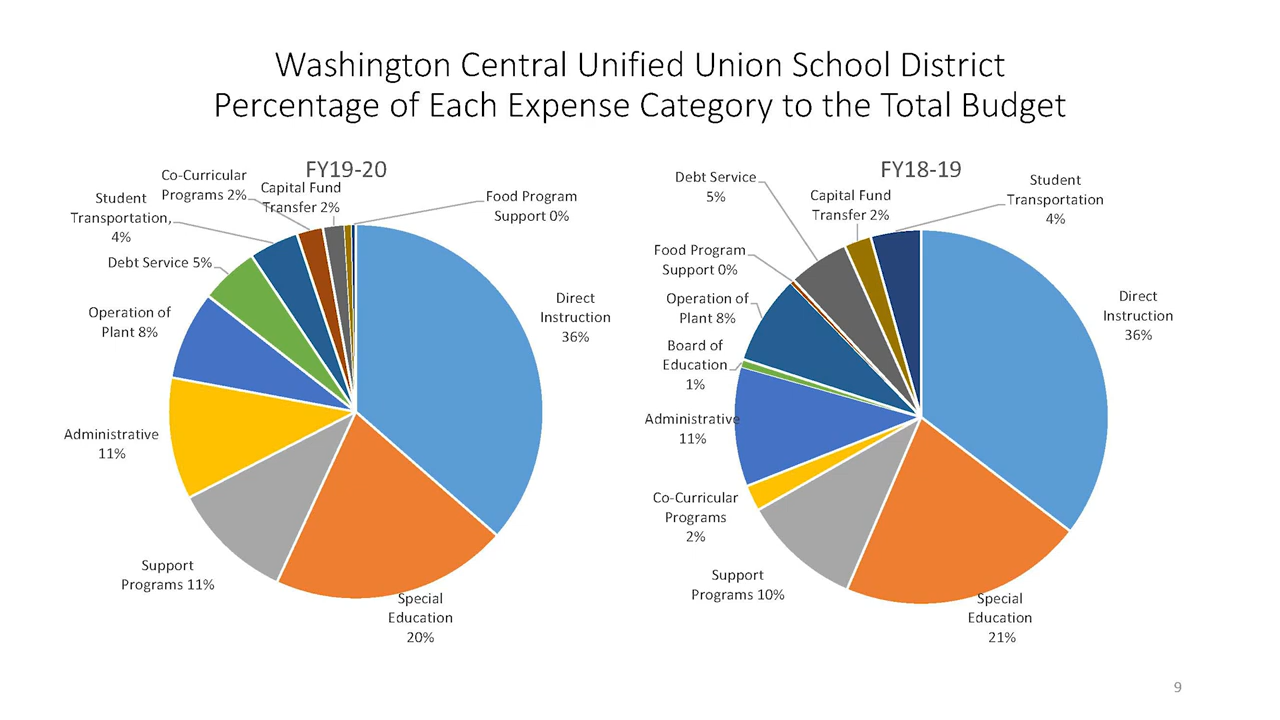 Washington Central Unified Union School District
Percentage of Each Expense Category to the Total Budget
FY19-20
Co-Curricular
Programs 2%
Capital Fund
Transfer 2%
Food Program
Support 0%
Student
Transportation,
4%
Debt Service 5%
Operation of
Plant 8%
Administrative
11%
Support
Programs 11%
Special
Education
20%
Direct
Instruction
36%
FY18-19
Debt Service
5%
Capital Fund
Transfer 2%
Student
Transportation
4%
Food Program
Support 0%
Operation of
Plant 8%
Board of
Education
1%
Administrative
11%
Co-Curricular
Programs
2%
Support
Programs 10%
Special
Education
21%
Direct
Instruction
36%
9